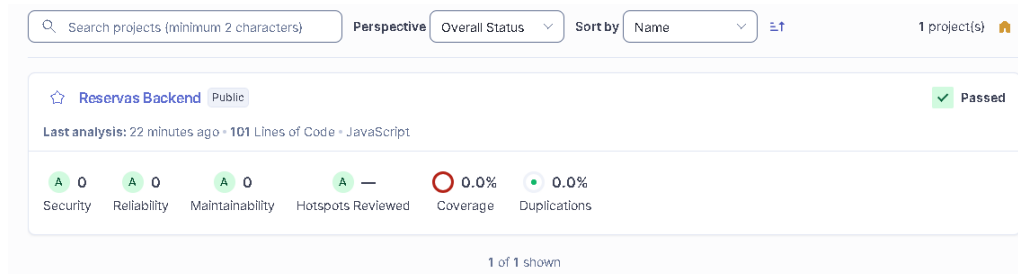 Search projects (minimum 2 characters) Perspective Overall Status Sort by Name 1 project(s)
Reservas Backend Public Passed
Last analysis: 22 minutes ago • 101 Lines of Code • JavaScript
A 0 A 0 A 0 A — 0.0% 0.0%
Security Reliability Maintainability Hotspots Reviewed Coverage Duplications
1 of 1 shown